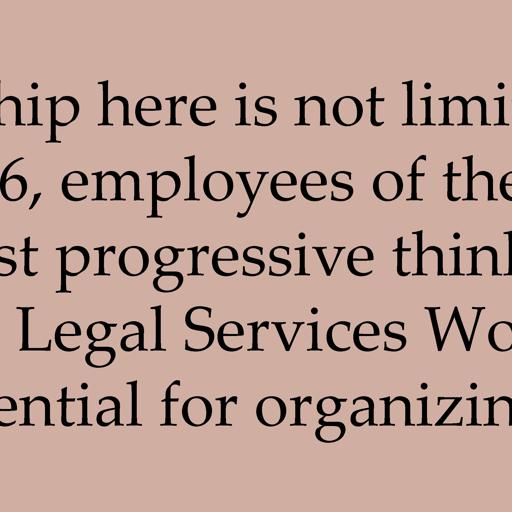 hip here is not limi
6, employees of the
st progressive think
Legal Services Wo
ential for organizin